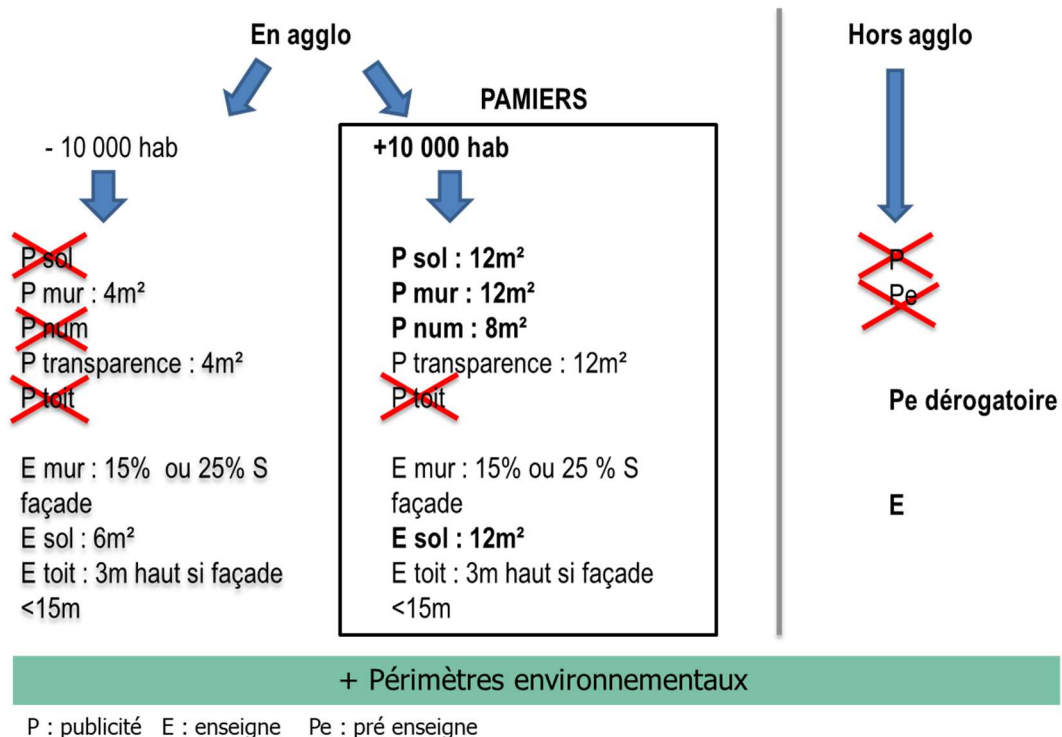 En agglo
Hors agglo
PAMIERS
- 10 000 hab
+10 000 hab
P sol
P mur : 4m²
P num
P transparence : 4m²
P toit
E mur : 15% ou 25% S
façade
E sol : 6m²
E toit : 3m haut si façade
<15m
P sol : 12m²
P mur : 12m²
P num : 8m²
P transparence : 12m²
P toit
E mur : 15% ou 25 % S
façade
E sol : 12m²
E toit : 3m haut si façade
<15m
P
Pe
Pe dérogatoire
E
+ Périmètres environnementaux
P : publicité E : enseigne Pe : pré enseigne